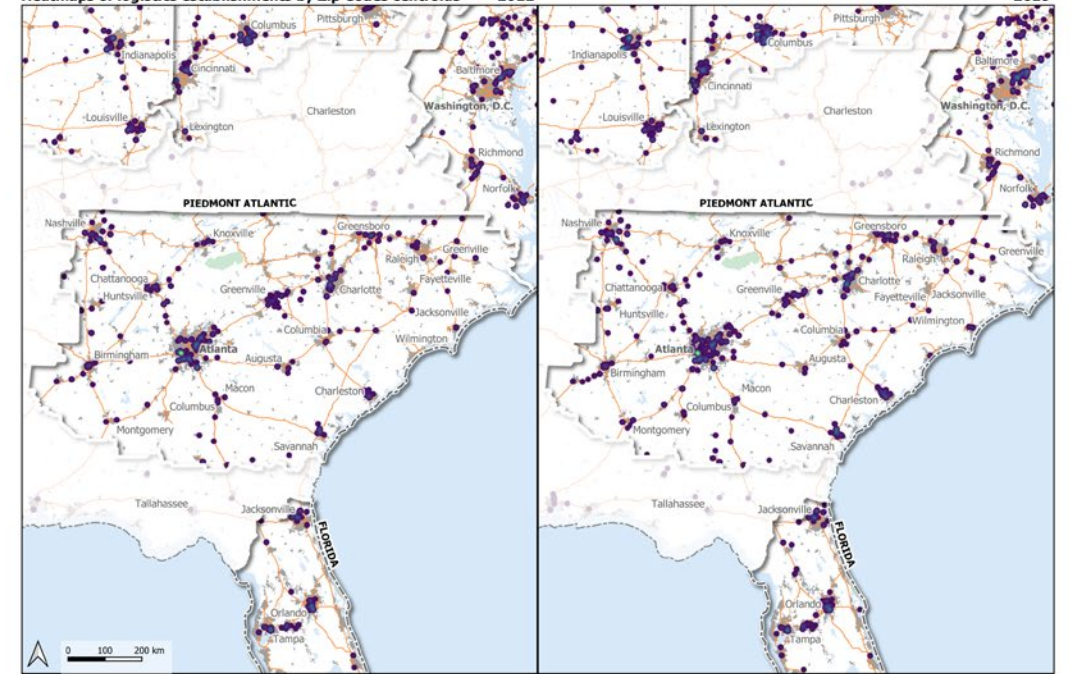 Pittsburgh
Columbus
Indianapolis
Cincinnati
Baltimore
Washington, D.C.
Charleston
Louisville
Lexington
Richmond
Norfolk
PIEDMONT ATLANTIC
Nashville
Knoxville
Greensboro
Raleigh
Greenville
Chattanooga
Huntsville
Greenville
Charlotte
Fayetteville
Jacksonville
Columbia
Wilmington
Atlanta
Birmingham
Augusta
Macon
Columbus
Charleston
Montgomery
Savannah
Tallahassee
Jacksonville
FLORIDA
Orlando
Tampa
0 100 200 km
Pittsburgh
Columbus
Indianapolis
Cincinnati
Baltimore
Washington, D.C.
Charleston
Louisville
Lexington
Richmond
Norfolk
PIEDMONT ATLANTIC
Nashville
Knoxville
Greensboro
Raleigh
Greenville
Chattanooga
Greenville
Charlotte
Fayetteville
Jacksonville
Huntsville
Columbia
Wilmington
Atlanta
Birmingham
Augusta
Macon
Columbus
Charleston
Montgomery
Savannah
Tallahassee
Jacksonville
FLORIDA
Orlando
Tampa